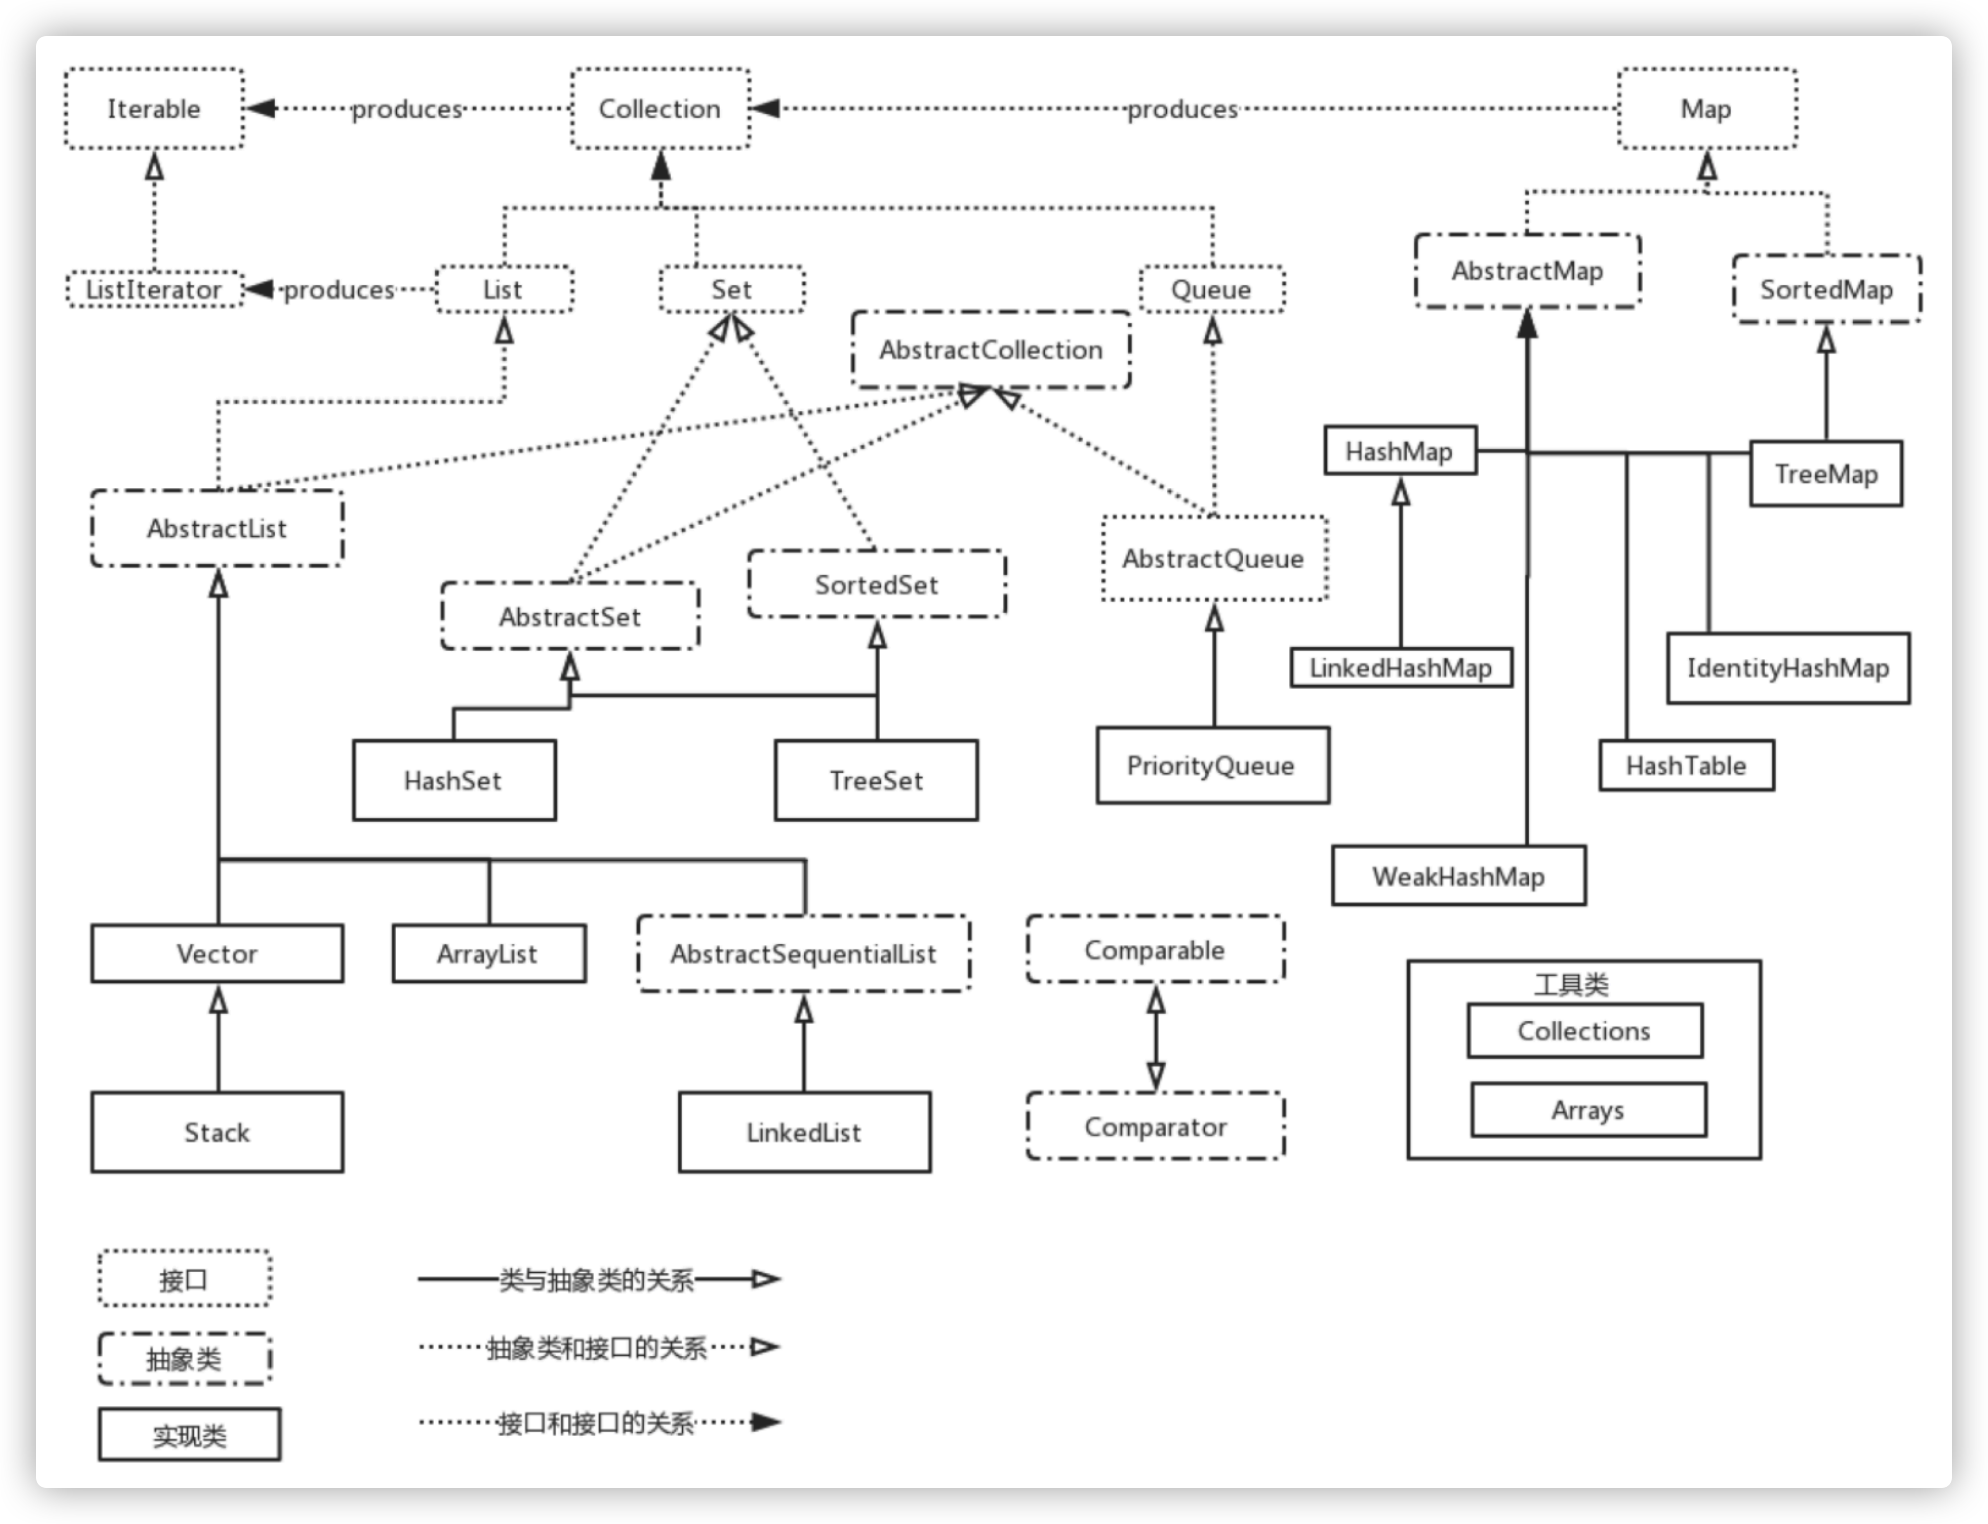 Iterable
produces
Collection
produces
Map
ListIterator
produces
List
Set
Queue
AbstractCollection
AbstractMap
SortedMap
HashMap
TreeMap
AbstractList
AbstractSet
SortedSet
AbstractQueue
LinkedHashMap
IdentityHashMap
HashSet
TreeSet
PriorityQueue
HashTable
WeakHashMap
Vector
ArrayList
AbstractSequentialList
Comparable
工具类
Collections
Arrays
Stack
LinkedList
Comparator
接口
类与抽象类的关系
抽象类
抽象类和接口的关系
实现类
接口和接口的关系